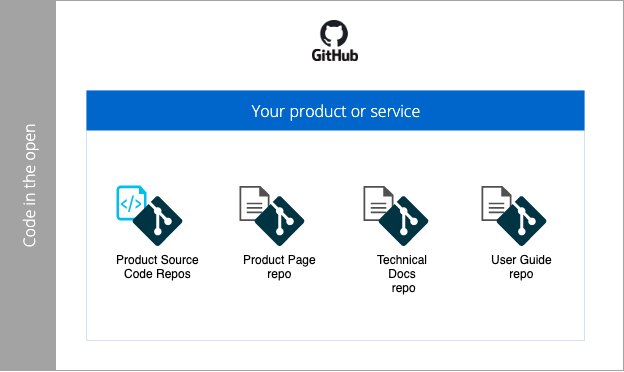 GitHub
Code in the open
Your product or service
</>
Product Source
Code Repos
Product Page
repo
Technical
Docs
repo
User Guide
repo